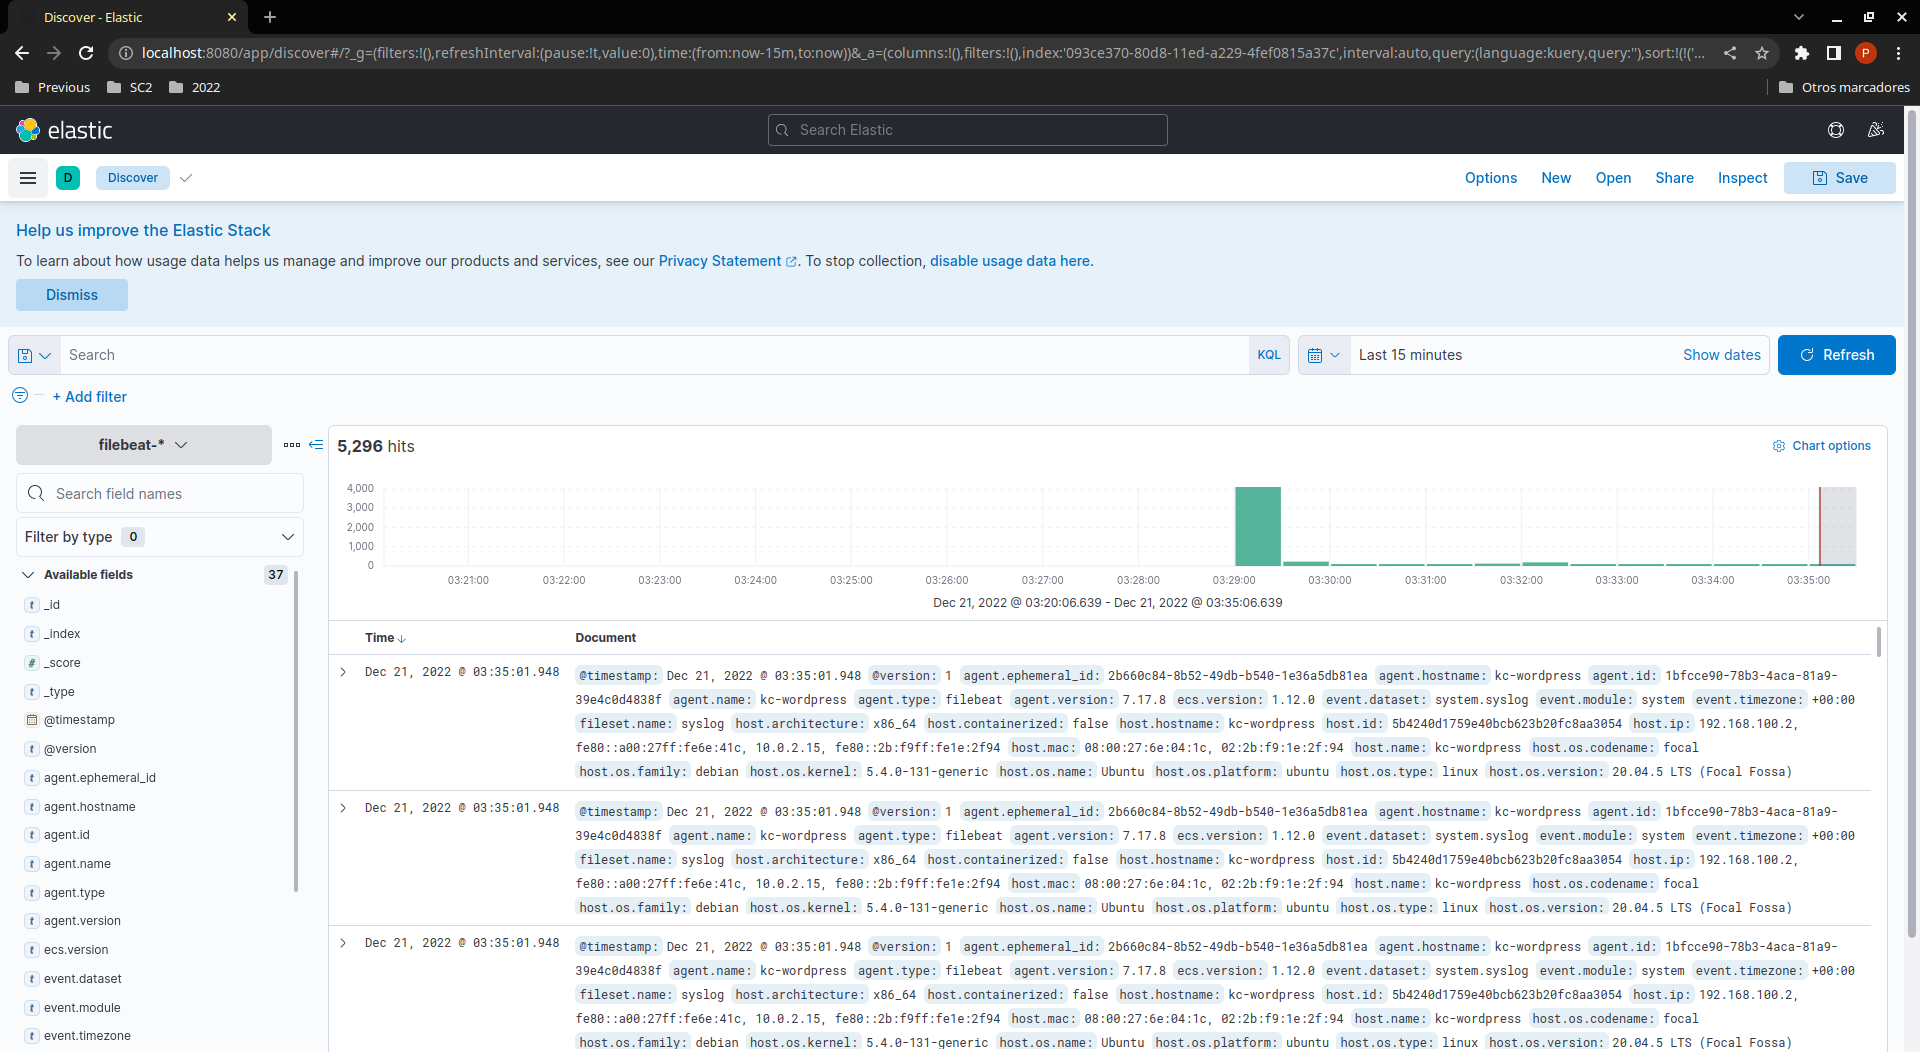 Discover - Elastic
localhost:8080/app/discover#/?_g=(filters:!(),refreshInterval:(pause:!t,value:0),time:(from:now-15m,to:now))&_a=(columns:!(),filters:!(),index:'093ce370-80d8-11ed-a229-4fef0815a37c',interval:auto,query:(language:kuery,query:''),sort:!(!('... P
Previous SC2 2022 Otros marcadores
elastic Search Elastic
D Discover Options New Open Share Inspect Save
Help us improve the Elastic Stack
To learn about how usage data helps us manage and improve our products and services, see our Privacy Statement. To stop collection, disable usage data here.
Dismiss
Search KQL Last 15 minutes Show dates Refresh
+ Add filter
filebeat-*
Search field names
Filter by type 0
Available fields 37
t _id
t _index
# _score
t _type
@timestamp
t @version
t agent.ephemeral_id
t agent.hostname
t agent.id
t agent.name
t agent.type
t agent.version
t ecs.version
t event.dataset
t event.module
t event.timezone
5,296 hits Chart options
4,000
3,000
2,000
1,000
0
03:21:00 03:22:00 03:23:00 03:24:00 03:25:00 03:26:00 03:27:00 03:28:00 03:29:00 03:30:00 03:31:00 03:32:00 03:33:00 03:34:00 03:35:00
Dec 21, 2022 @ 03:20:06.639 - Dec 21, 2022 @ 03:35:06.639
Time Document
Dec 21, 2022 @ 03:35:01.948 @timestamp: Dec 21, 2022 @ 03:35:01.948 @version: 1 agent.ephemeral_id: 2b660c84-8b52-49db-b540-1e36a5db81ea agent.hostname: kc-wordpress agent.id: 1bfcce90-78b3-4aca-81a9-
39e4c0d4838f agent.name: kc-wordpress agent.type: filebeat agent.version: 7.17.8 ecs.version: 1.12.0 event.dataset: system.syslog event.module: system event.timezone: +00:00
fileset.name: syslog host.architecture: x86_64 host.containerized: false host.hostname: kc-wordpress host.id: 5b4240d1759e40bcb623b20fc8aa3054 host.ip: 192.168.100.2,
fe80::a00:27ff:fe6e:41c, 10.0.2.15, fe80::2b:f9ff:fe1e:2f94 host.mac: 08:00:27:6e:04:1c, 02:2b:f9:1e:2f:94 host.name: kc-wordpress host.os.codename: focal
host.os.family: debian host.os.kernel: 5.4.0-131-generic host.os.name: Ubuntu host.os.platform: ubuntu host.os.type: linux host.os.version: 20.04.5 LTS (Focal Fossa)
Dec 21, 2022 @ 03:35:01.948 @timestamp: Dec 21, 2022 @ 03:35:01.948 @version: 1 agent.ephemeral_id: 2b660c84-8b52-49db-b540-1e36a5db81ea agent.hostname: kc-wordpress agent.id: 1bfcce90-78b3-4aca-81a9-
39e4c0d4838f agent.name: kc-wordpress agent.type: filebeat agent.version: 7.17.8 ecs.version: 1.12.0 event.dataset: system.syslog event.module: system event.timezone: +00:00
fileset.name: syslog host.architecture: x86_64 host.containerized: false host.hostname: kc-wordpress host.id: 5b4240d1759e40bcb623b20fc8aa3054 host.ip: 192.168.100.2,
fe80::a00:27ff:fe6e:41c, 10.0.2.15, fe80::2b:f9ff:fe1e:2f94 host.mac: 08:00:27:6e:04:1c, 02:2b:f9:1e:2f:94 host.name: kc-wordpress host.os.codename: focal
host.os.family: debian host.os.kernel: 5.4.0-131-generic host.os.name: Ubuntu host.os.platform: ubuntu host.os.type: linux host.os.version: 20.04.5 LTS (Focal Fossa)
Dec 21, 2022 @ 03:35:01.948 @timestamp: Dec 21, 2022 @ 03:35:01.948 @version: 1 agent.ephemeral_id: 2b660c84-8b52-49db-b540-1e36a5db81ea agent.hostname: kc-wordpress agent.id: 1bfcce90-78b3-4aca-81a9-
39e4c0d4838f agent.name: kc-wordpress agent.type: filebeat agent.version: 7.17.8 ecs.version: 1.12.0 event.dataset: system.syslog event.module: system event.timezone: +00:00
fileset.name: syslog host.architecture: x86_64 host.containerized: false host.hostname: kc-wordpress host.id: 5b4240d1759e40bcb623b20fc8aa3054 host.ip: 192.168.100.2,
fe80::a00:27ff:fe6e:41c, 10.0.2.15, fe80::2b:f9ff:fe1e:2f94 host.mac: 08:00:27:6e:04:1c, 02:2b:f9:1e:2f:94 host.name: kc-wordpress host.os.codename: focal
host.os.family: debian host.os.kernel: 5.4.0-131-generic host.os.name: Ubuntu host.os.platform: ubuntu host.os.type: linux host.os.version: 20.04.5 LTS (Focal Fossa)